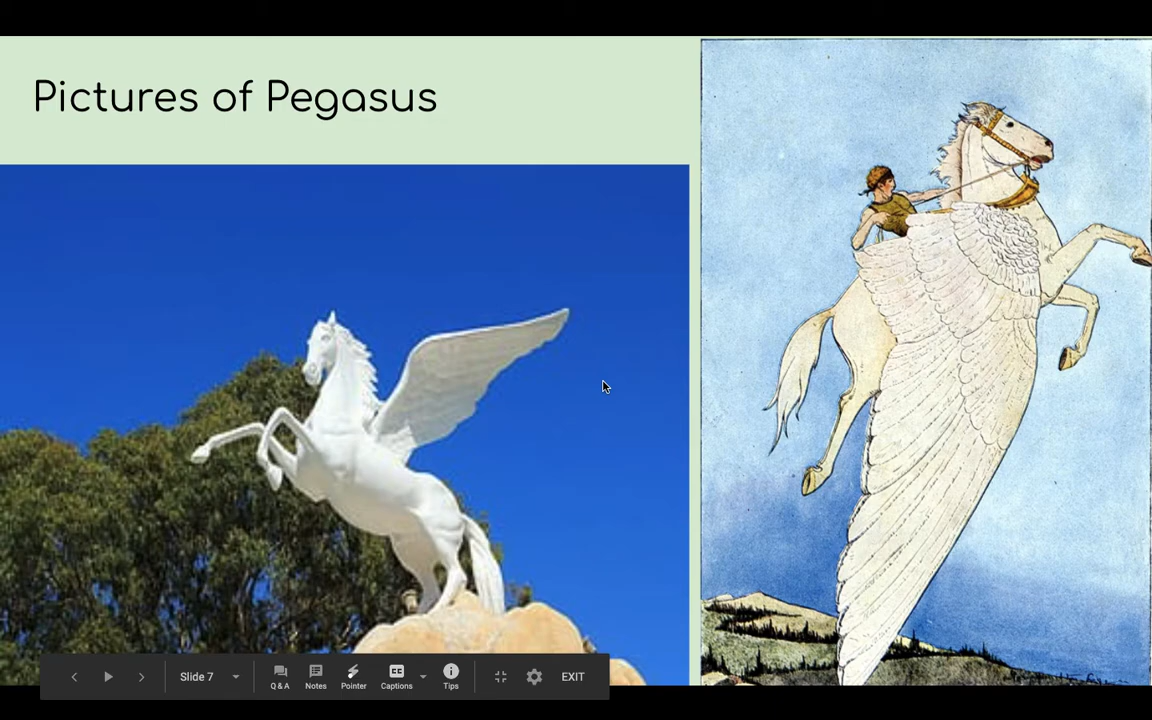 Pictures of Pegasus
Slide 7
Q & A
Notes
Pointer
Captions
Tips
EXIT